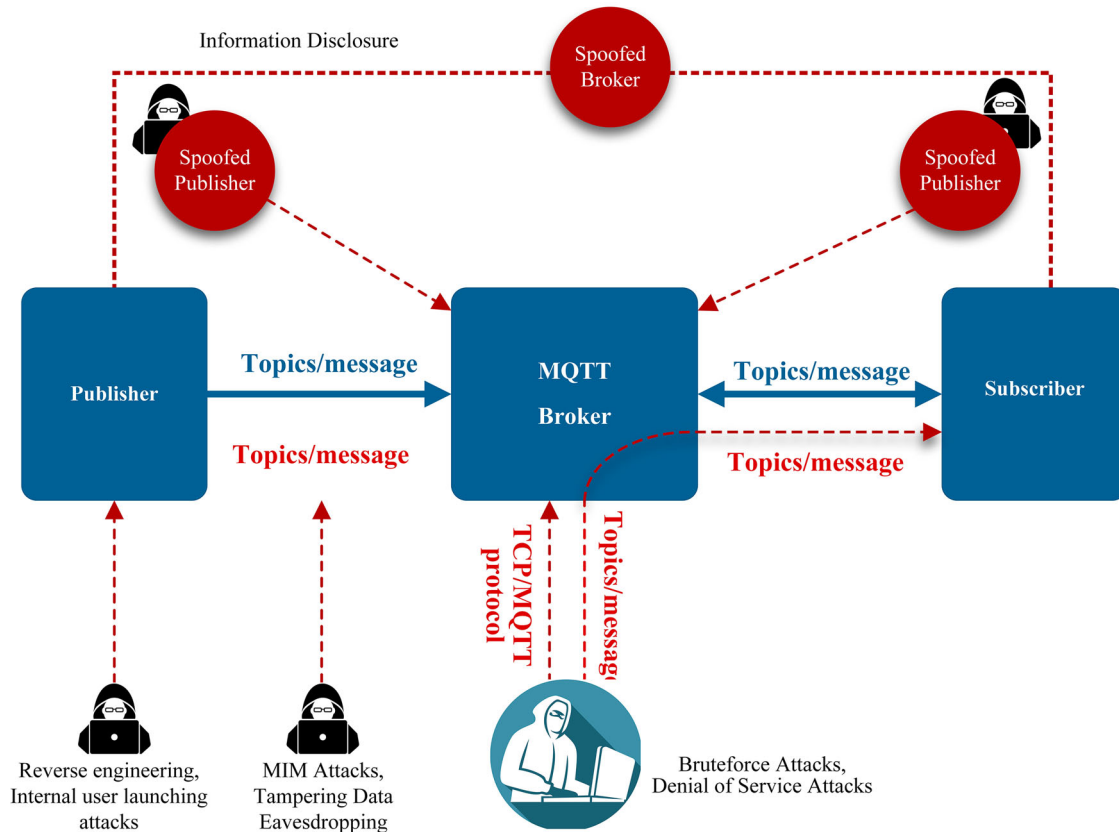 Information Disclosure
Spoofed
Broker
Spoofed
Publisher
Spoofed
Publisher
Publisher
Topics/message
Topics/message
MQTT
Broker
Topics/message
Topics/message
Subscriber
TCP/MQTT
protocol
Topics/message
Reverse engineering,
Internal user launching
attacks
MIM Attacks,
Tampering Data
Eavesdropping
Bruteforce Attacks,
Denial of Service Attacks